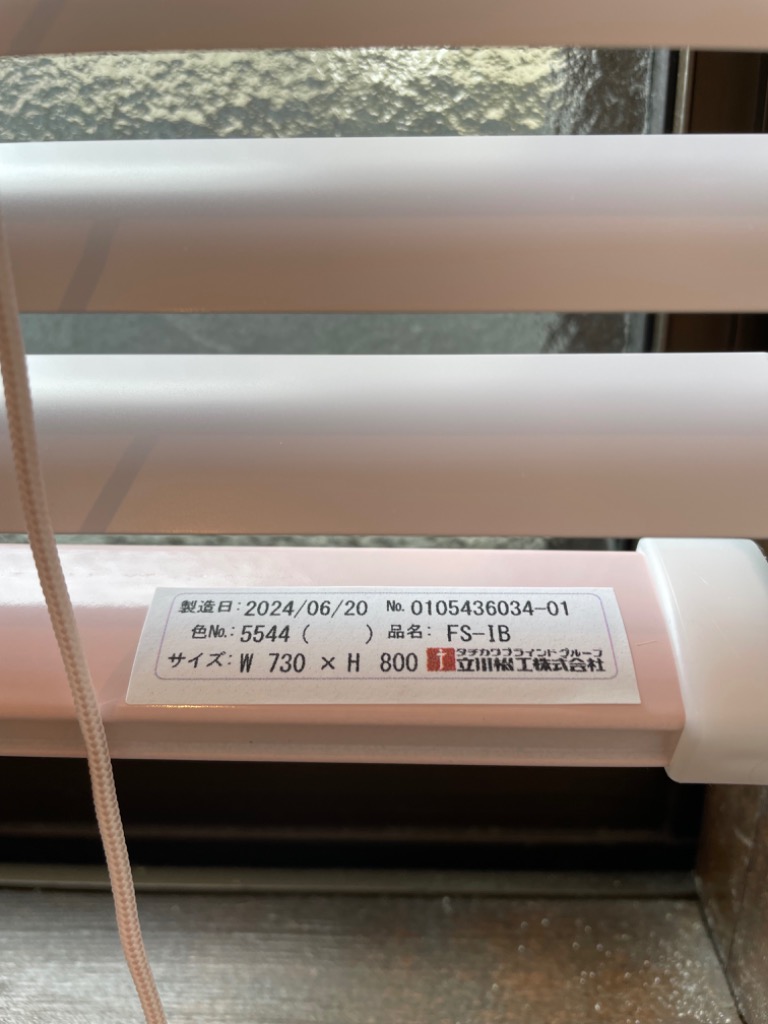 製造日: 2024/06/20 No. 0105436034-01
色No.: 5544 ( ) 品名: FS-IB
サイズ: W 730 × H 800 タチカワブラインドグループ
立川機工株式会社